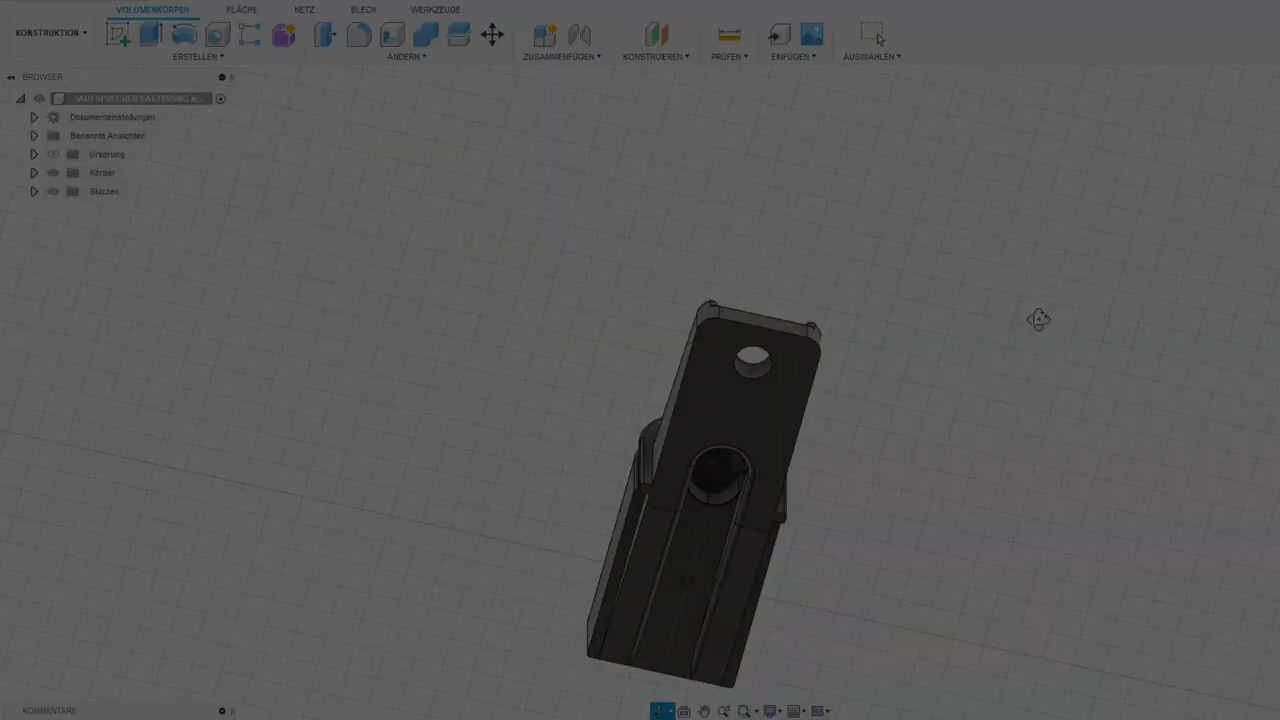 VOLUMENKÖRPER FLÄCHE NETZ BLECH WERKZEUGE
KONSTRUKTION
ERSTELLEN ÄNDERN ZUSAMMENFÜGEN KONSTRUIEREN PRÜFEN EINFÜGEN AUSWÄHLEN
BROWSER
HALTERUNG
Dokumenteinstellungen
Benannte Ansichten
Ursprung
Körper
Skizzen
KOMMENTARE